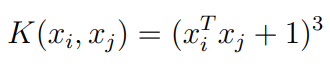 K(x_i, x_j) = (x_i^T x_j + 1)^3